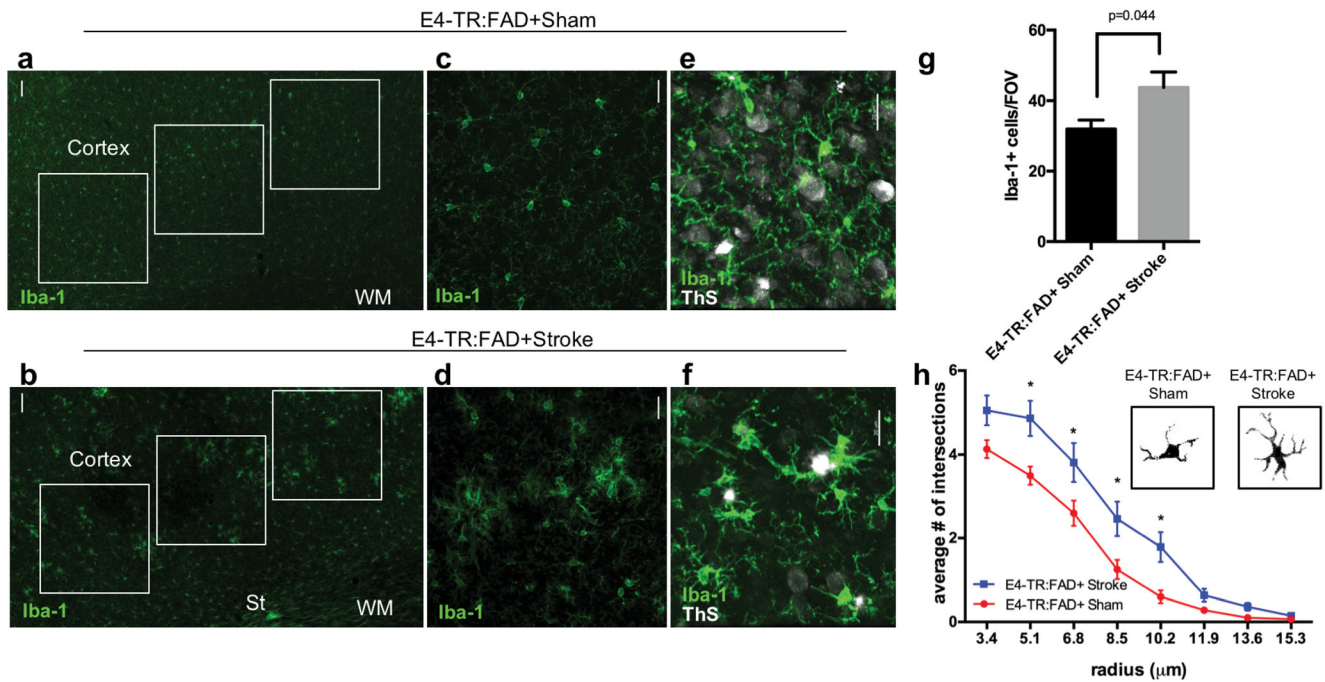 E4-TR:FAD+Sham
a
Cortex
Iba-1
WM
c
Iba-1
e
Iba-1
ThS
E4-TR:FAD+Stroke
b
Cortex
Iba-1
St
WM
d
Iba-1
f
Iba-1
ThS
g
p=0.044
Iba-1+ cells/FOV
60
40
20
0
E4-TR:FAD+ Sham
E4-TR:FAD+ Stroke
h
average # of intersections
6
4
2
0
*
*
*
*
E4-TR:FAD+
Sham
E4-TR:FAD+
Stroke
E4-TR:FAD+ Stroke
E4-TR:FAD+ Sham
3.4 5.1 6.8 8.5 10.2 11.9 13.6 15.3
radius (μm)